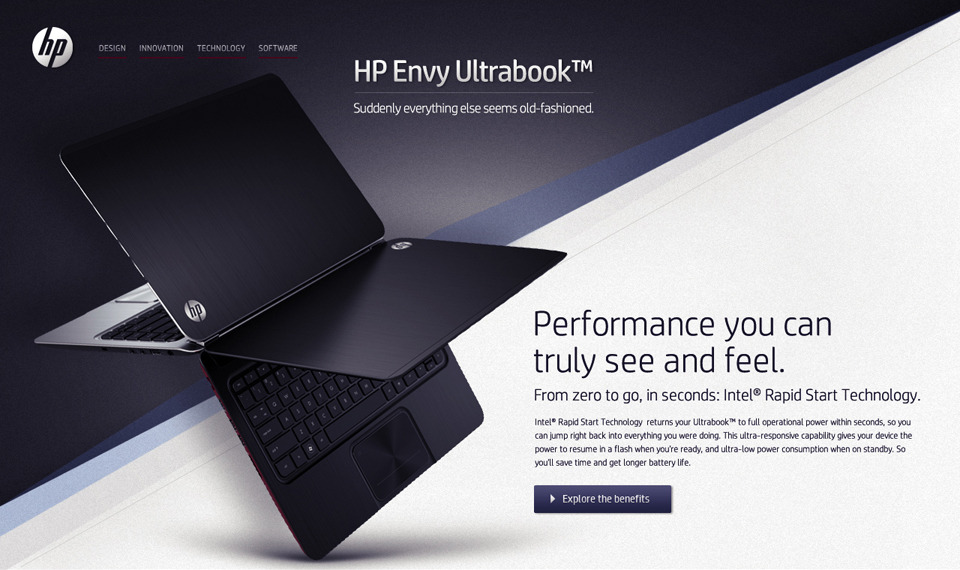 hp
DESIGN INNOVATION TECHNOLOGY SOFTWARE
HP Envy Ultrabook™
Suddenly everything else seems old-fashioned.
hp
hp
Performance you can
truly see and feel.
From zero to go, in seconds: Intel® Rapid Start Technology.
Intel® Rapid Start Technology returns your Ultrabook™ to full operational power within seconds, so you
can jump right back into everything you were doing. This ultra-responsive capability gives your device the
power to resume in a flash when you're ready, and ultra-low power consumption when on standby. So
you'll save time and get longer battery life.
Explore the benefits